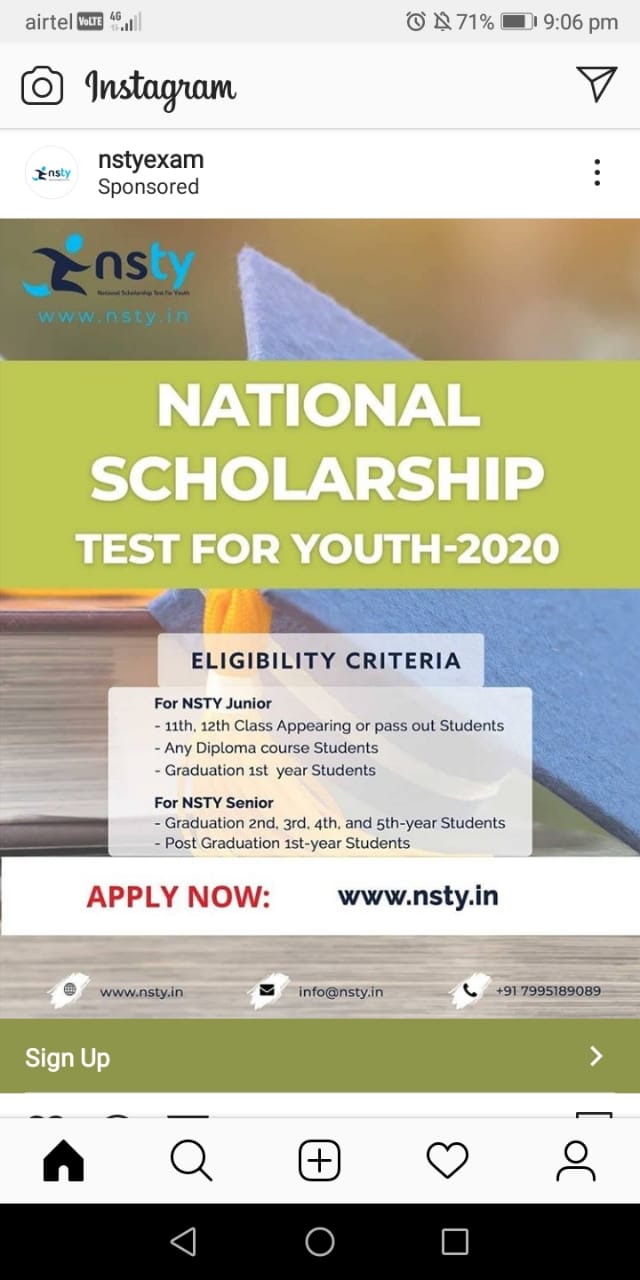 airtel VoLTE 4G 71% 9:06 pm
Instagram
nstyexam
Sponsored
nsty
nsty
National Scholarship Test For Youth
www.nsty.in
NATIONAL
SCHOLARSHIP
TEST FOR YOUTH-2020
ELIGIBILITY CRITERIA
For NSTY Junior
- 11th, 12th Class Appearing or pass out Students
- Any Diploma course Students
- Graduation 1st year Students
For NSTY Senior
- Graduation 2nd, 3rd, 4th, and 5th-year Students
- Post Graduation 1st-year Students
APPLY NOW: www.nsty.in
www.nsty.in info@nsty.in +91 7995189089
Sign Up